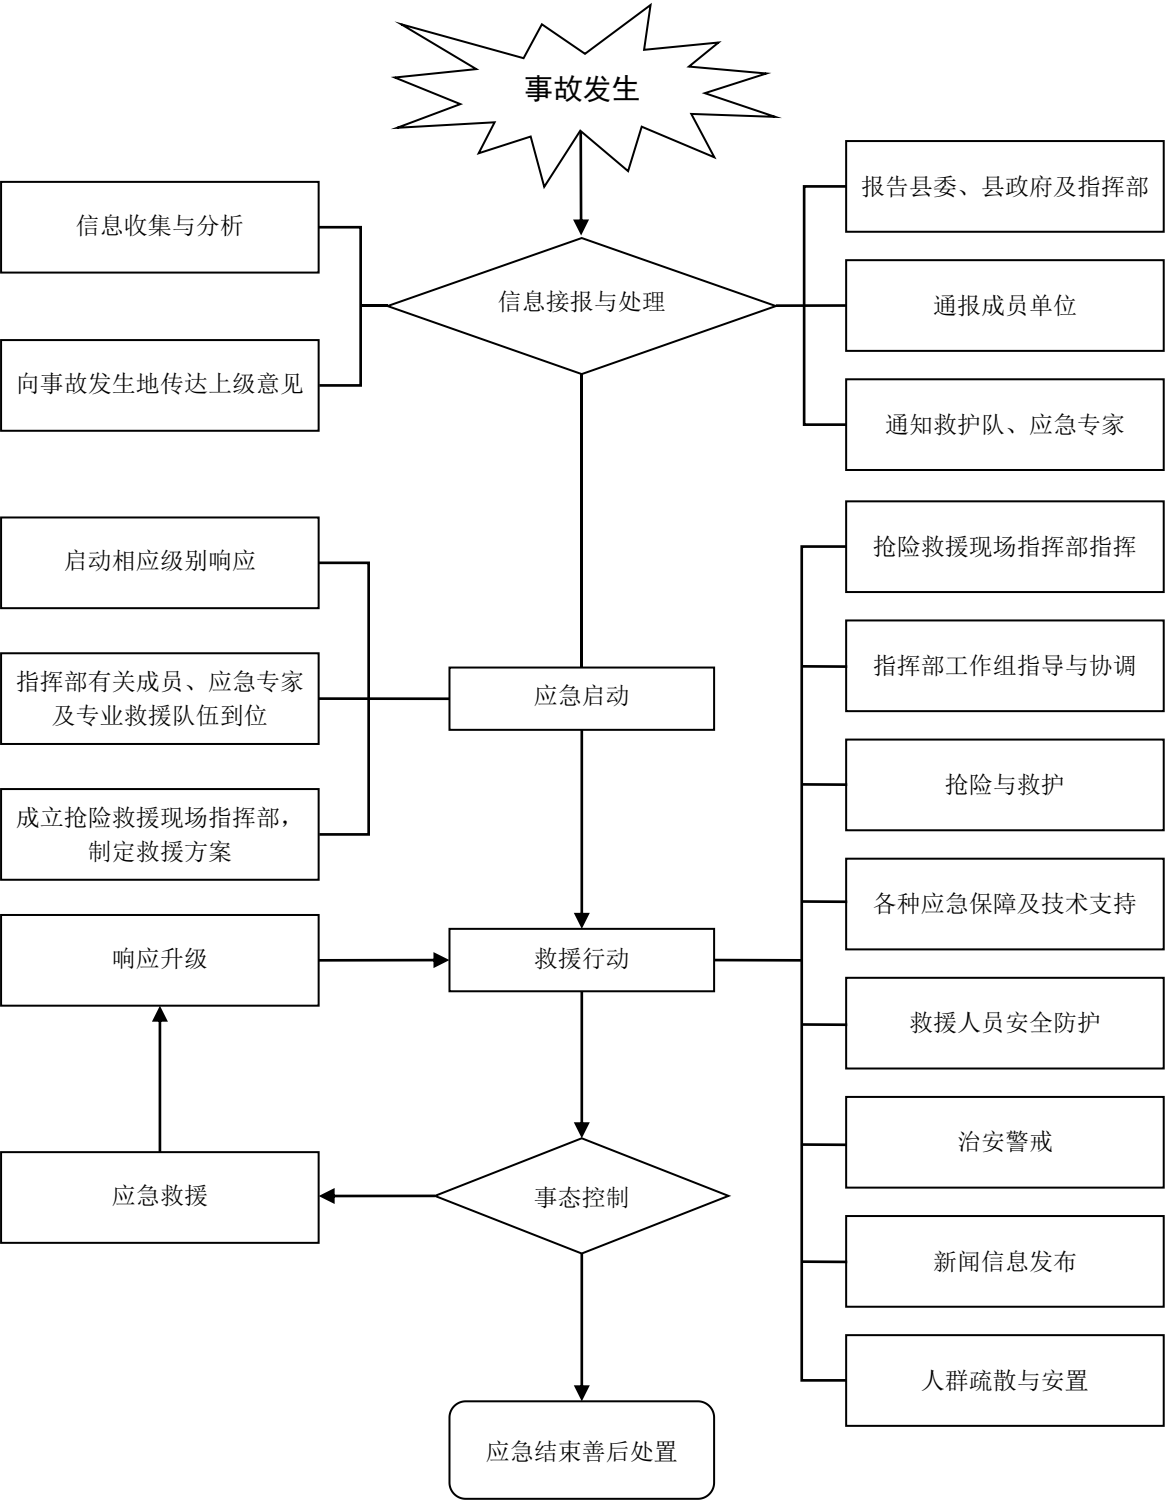 事故发生
报告县委、县政府及指挥部
信息收集与分析
信息接报与处理
通报成员单位
向事故发生地传达上级意见
通知救护队、应急专家
启动相应级别响应
抢险救援现场指挥部指挥
指挥部有关成员、应急专家
及专业救援队伍到位
应急启动
指挥部工作组指导与协调
抢险与救护
成立抢险救援现场指挥部，
制定救援方案
各种应急保障及技术支持
响应升级
救援行动
救援人员安全防护
治安警戒
应急救援
事态控制
新闻信息发布
人群疏散与安置
应急结束善后处置